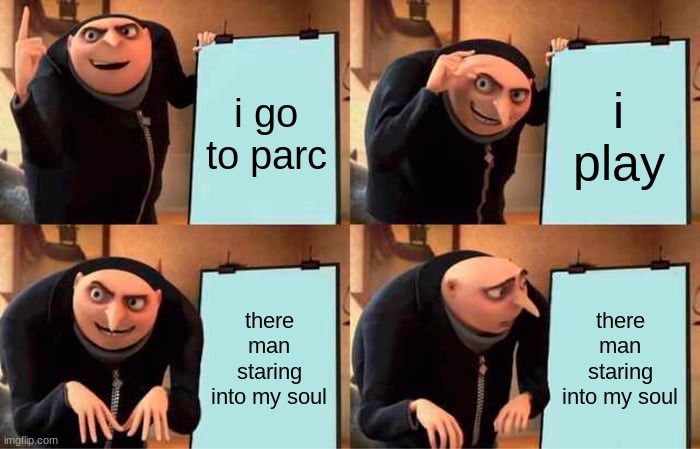 i go
to parc
i
play
there
man
staring
into my soul
there
man
staring
into my soul
imgflip.com